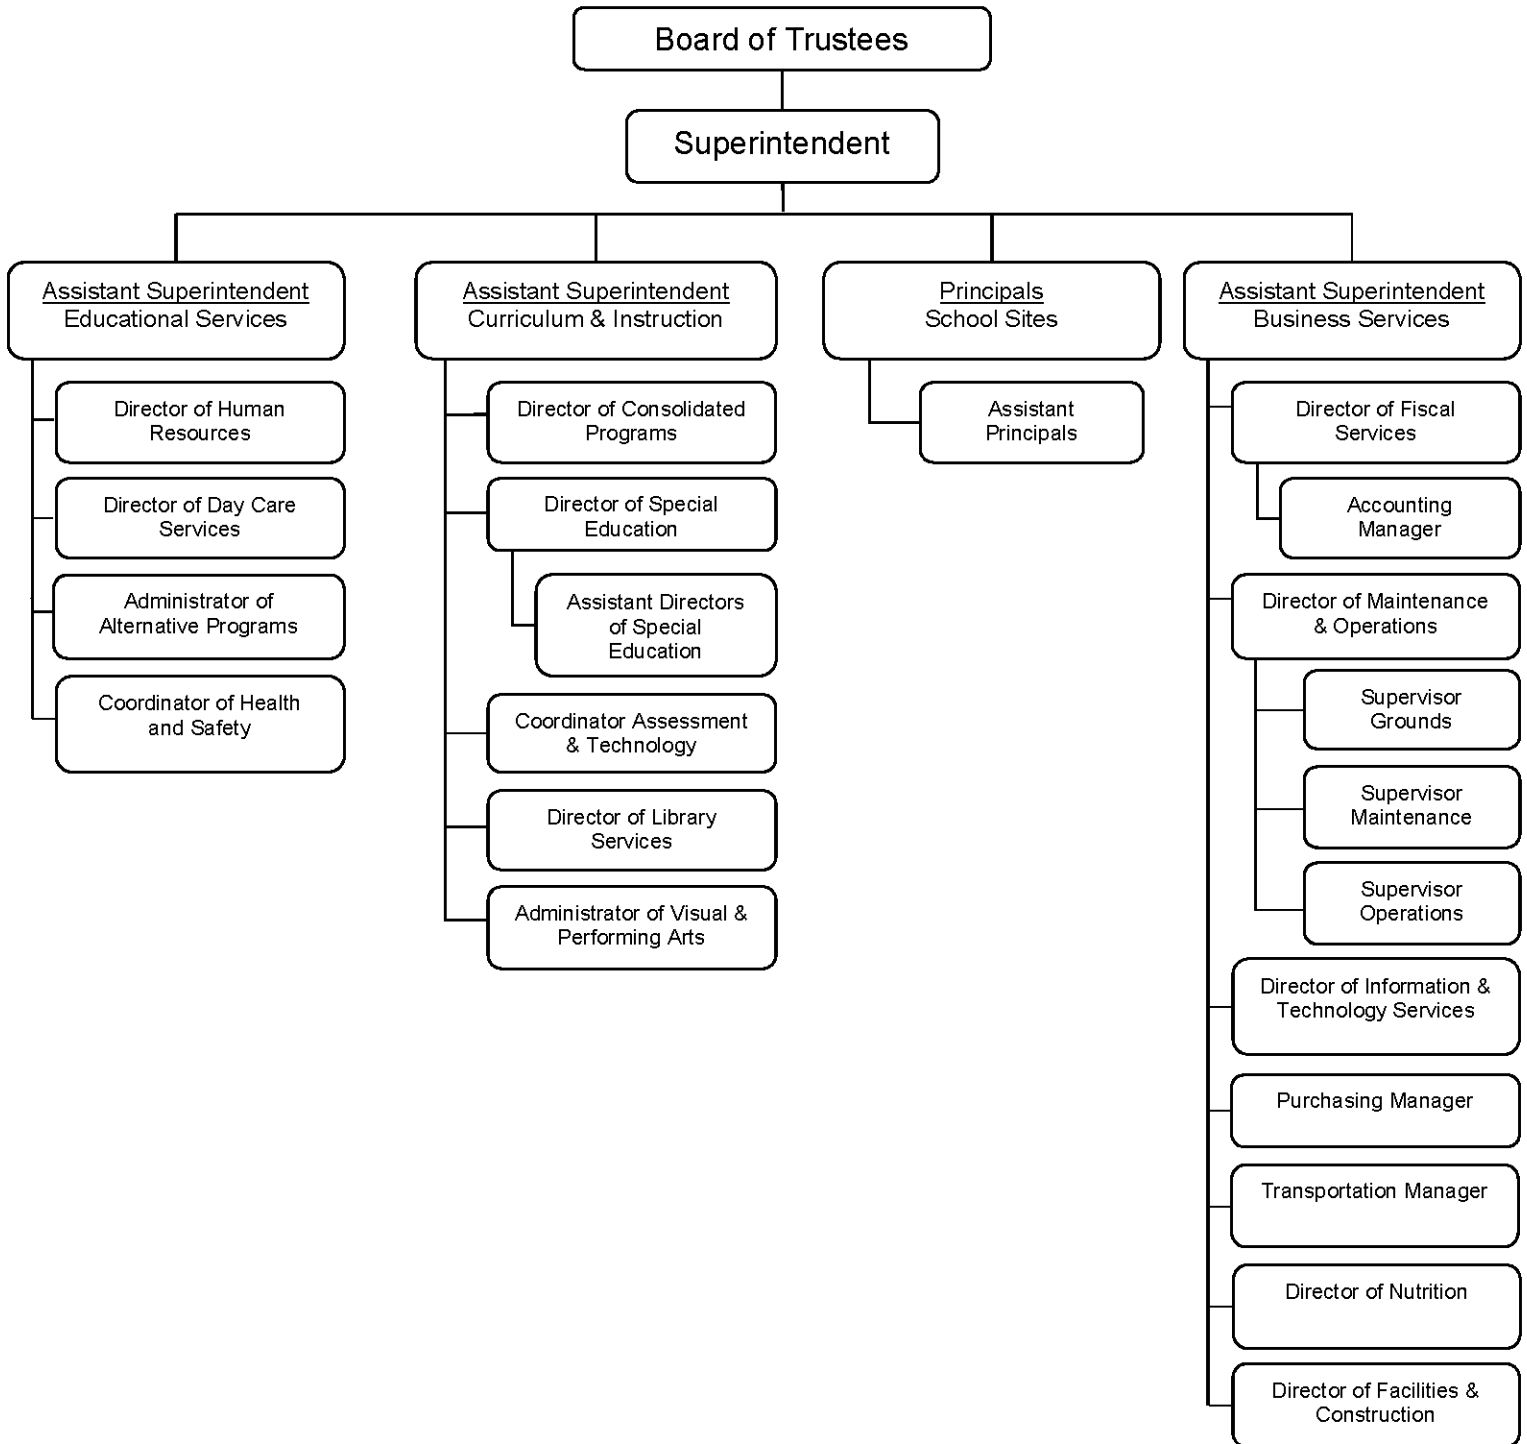 Board of Trustees
Superintendent
Assistant Superintendent
Educational Services
Director of Human
Resources
Director of Day Care
Services
Administrator of
Alternative Programs
Coordinator of Health
and Safety
Assistant Superintendent
Curriculum & Instruction
Director of Consolidated
Programs
Director of Special
Education
Assistant Directors
of Special
Education
Coordinator Assessment
& Technology
Director of Library
Services
Administrator of Visual &
Performing Arts
Principals
School Sites
Assistant
Principals
Assistant Superintendent
Business Services
Director of Fiscal
Services
Accounting
Manager
Director of Maintenance
& Operations
Supervisor
Grounds
Supervisor
Maintenance
Supervisor
Operations
Director of Information &
Technology Services
Purchasing Manager
Transportation Manager
Director of Nutrition
Director of Facilities &
Construction